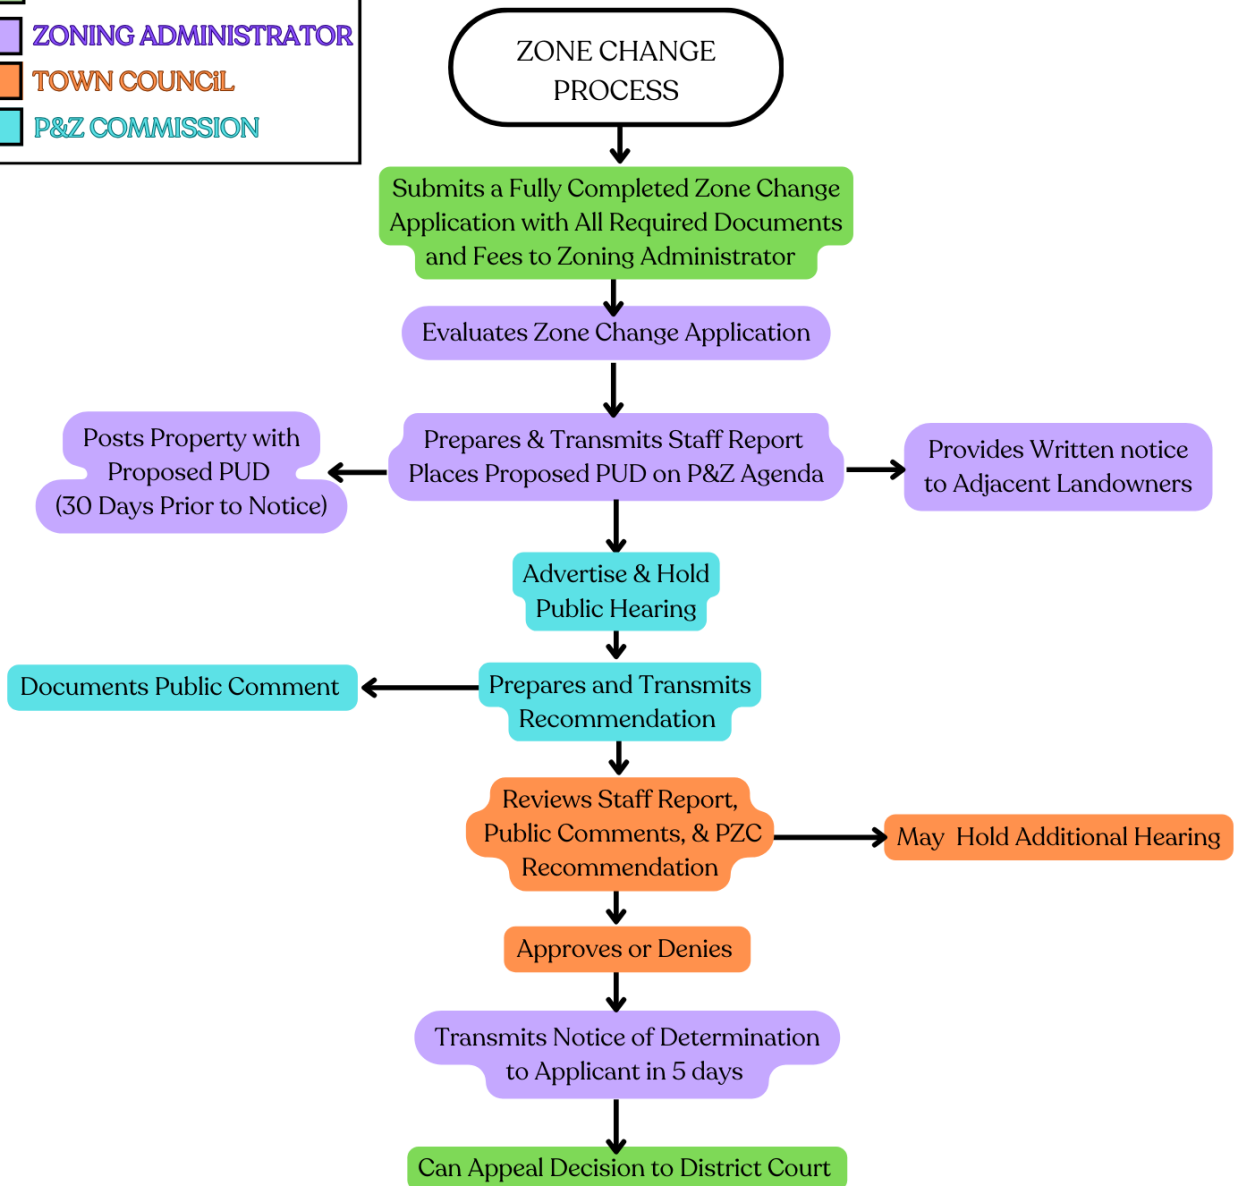 ZONING ADMINISTRATOR
TOWN COUNCiL
P&Z COMMISSION
ZONE CHANGE
PROCESS
Submits a Fully Completed Zone Change
Application with All Required Documents
and Fees to Zoning Administrator
Evaluates Zone Change Application
Posts Property with
Proposed PUD
(30 Days Prior to Notice)
Prepares & Transmits Staff Report
Places Proposed PUD on P&Z Agenda
Provides Written notice
to Adjacent Landowners
Advertise & Hold
Public Hearing
Documents Public Comment
Prepares and Transmits
Recommendation
Reviews Staff Report,
Public Comments, & PZC
Recommendation
May Hold Additional Hearing
Approves or Denies
Transmits Notice of Determination
to Applicant in 5 days
Can Appeal Decision to District Court